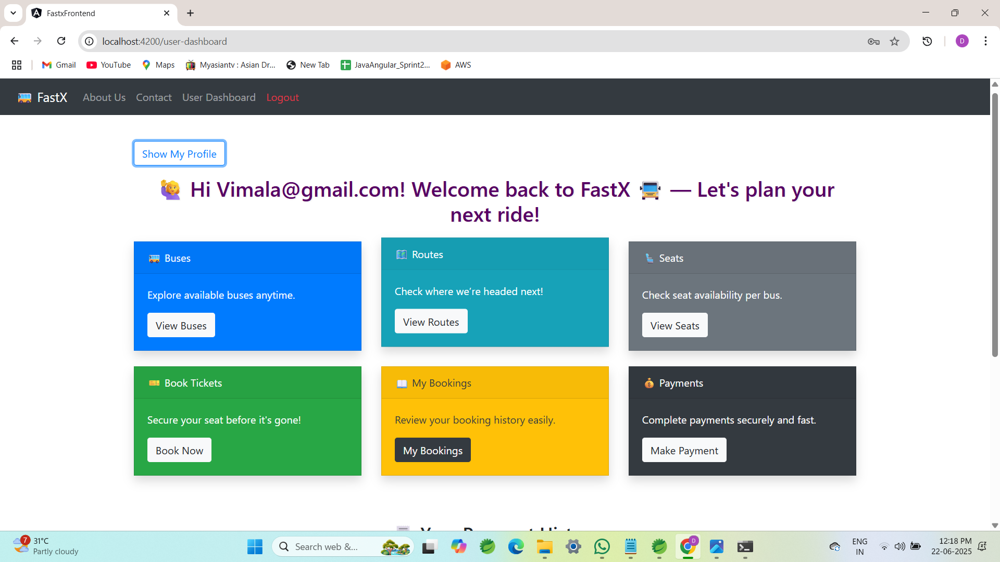 FastxFrontend
localhost:4200/user-dashboard
D
Gmail
YouTube
Maps
Myasiantv : Asian Dr...
New Tab
JavaAngular_Sprint2...
AWS
FastX
About Us
Contact
User Dashboard
Logout
Show My Profile
Hi Vimala@gmail.com! Welcome back to FastX — Let's plan your
next ride!
Buses
Explore available buses anytime.
View Buses
Routes
Check where we’re headed next!
View Routes
Seats
Check seat availability per bus.
View Seats
Book Tickets
Secure your seat before it's gone!
Book Now
My Bookings
Review your booking history easily.
My Bookings
Payments
Complete payments securely and fast.
Make Payment
7
31°C
Partly cloudy
Search web &...
D
ENG
IN
12:18 PM
22-06-2025